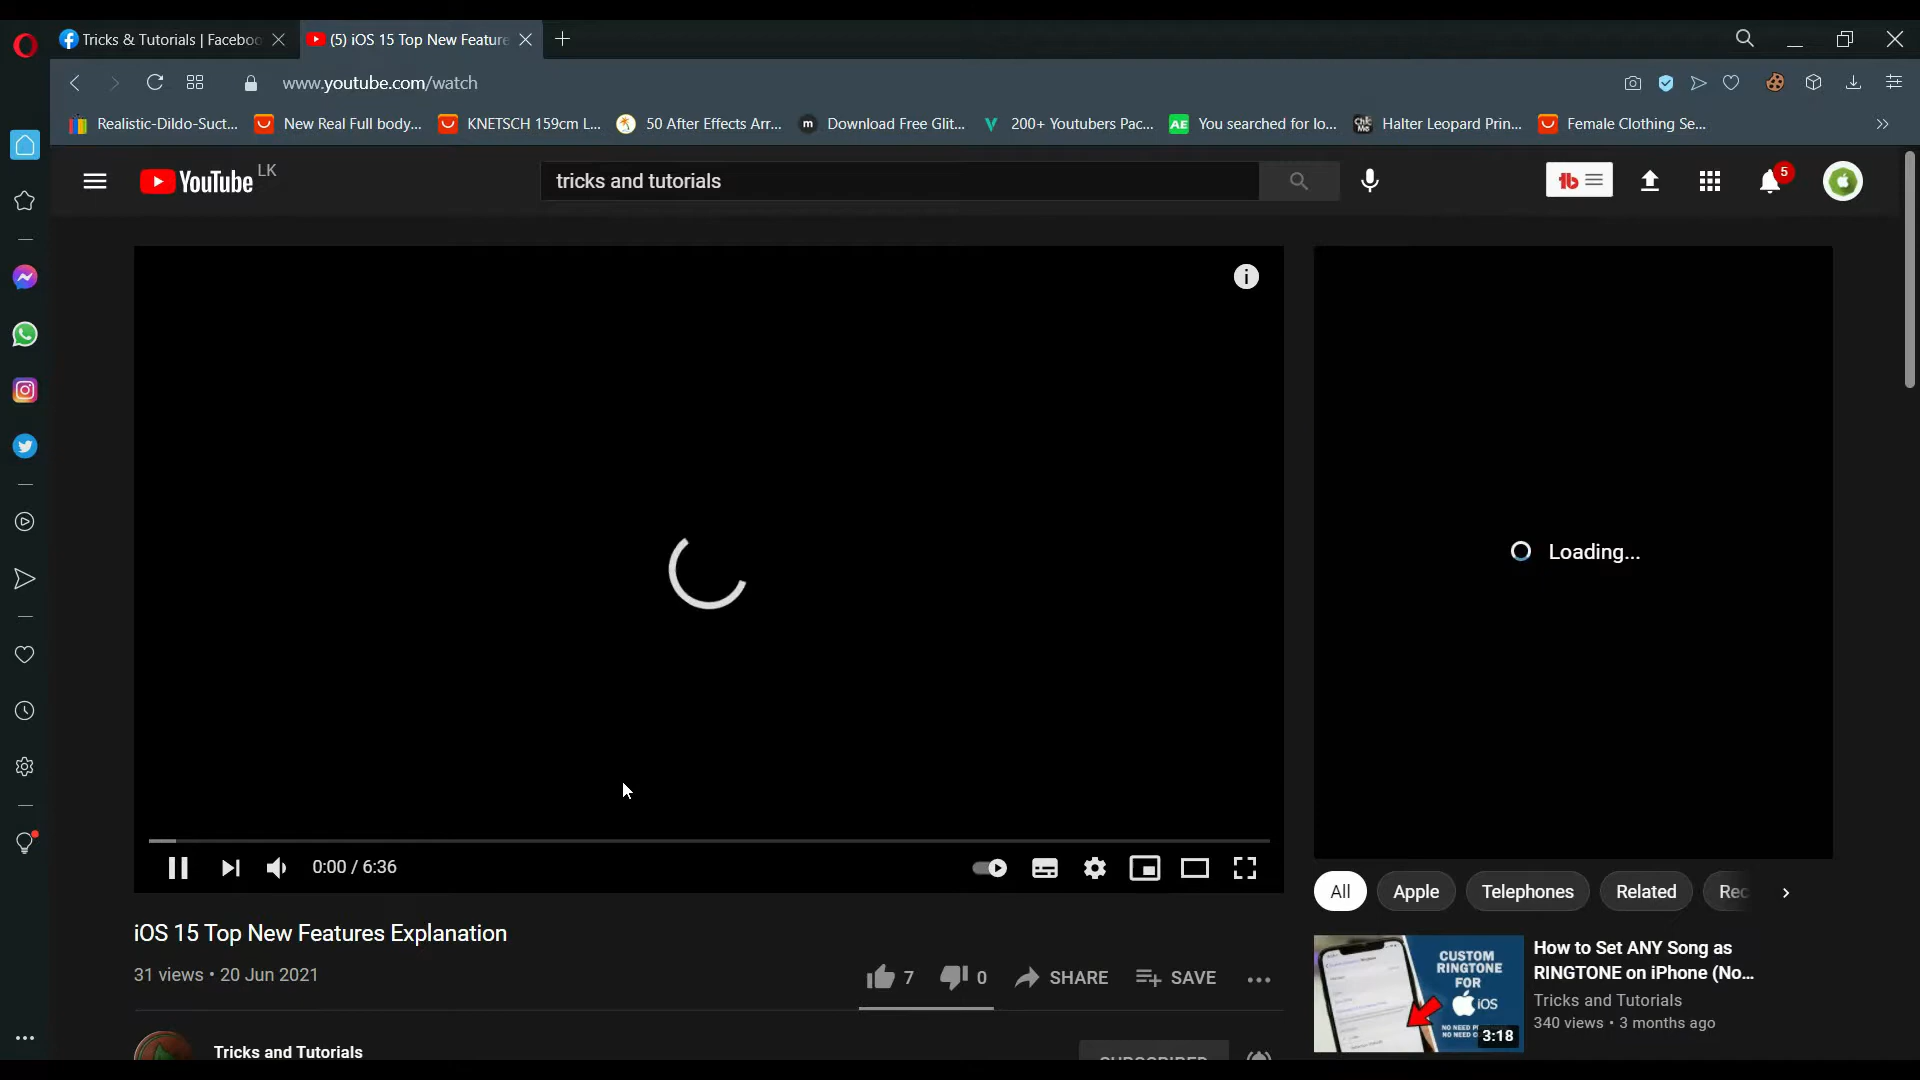 Tricks & Tutorials | Faceboo
(5) iOS 15 Top New Feature
www.youtube.com/watch
Realistic-Dildo-Suct...
New Real Full body...
KNETSCH 159cm L...
50 After Effects Arr...
m
Download Free Glit...
200+ Youtubers Pac...
AE
You searched for lo...
Halter Leopard Prin...
Female Clothing Se...
YouTube LK
tricks and tutorials
tb
5
i
Loading...
0:00 / 6:36
All
Apple
Telephones
Related
Rec
iOS 15 Top New Features Explanation
31 views • 20 Jun 2021
7
0
SHARE
SAVE
CUSTOM
RINGTONE
FOR
iOS
3:18
How to Set ANY Song as
RINGTONE on iPhone (No...
Tricks and Tutorials
340 views • 3 months ago
Tricks and Tutorials
SUBSCRIBED